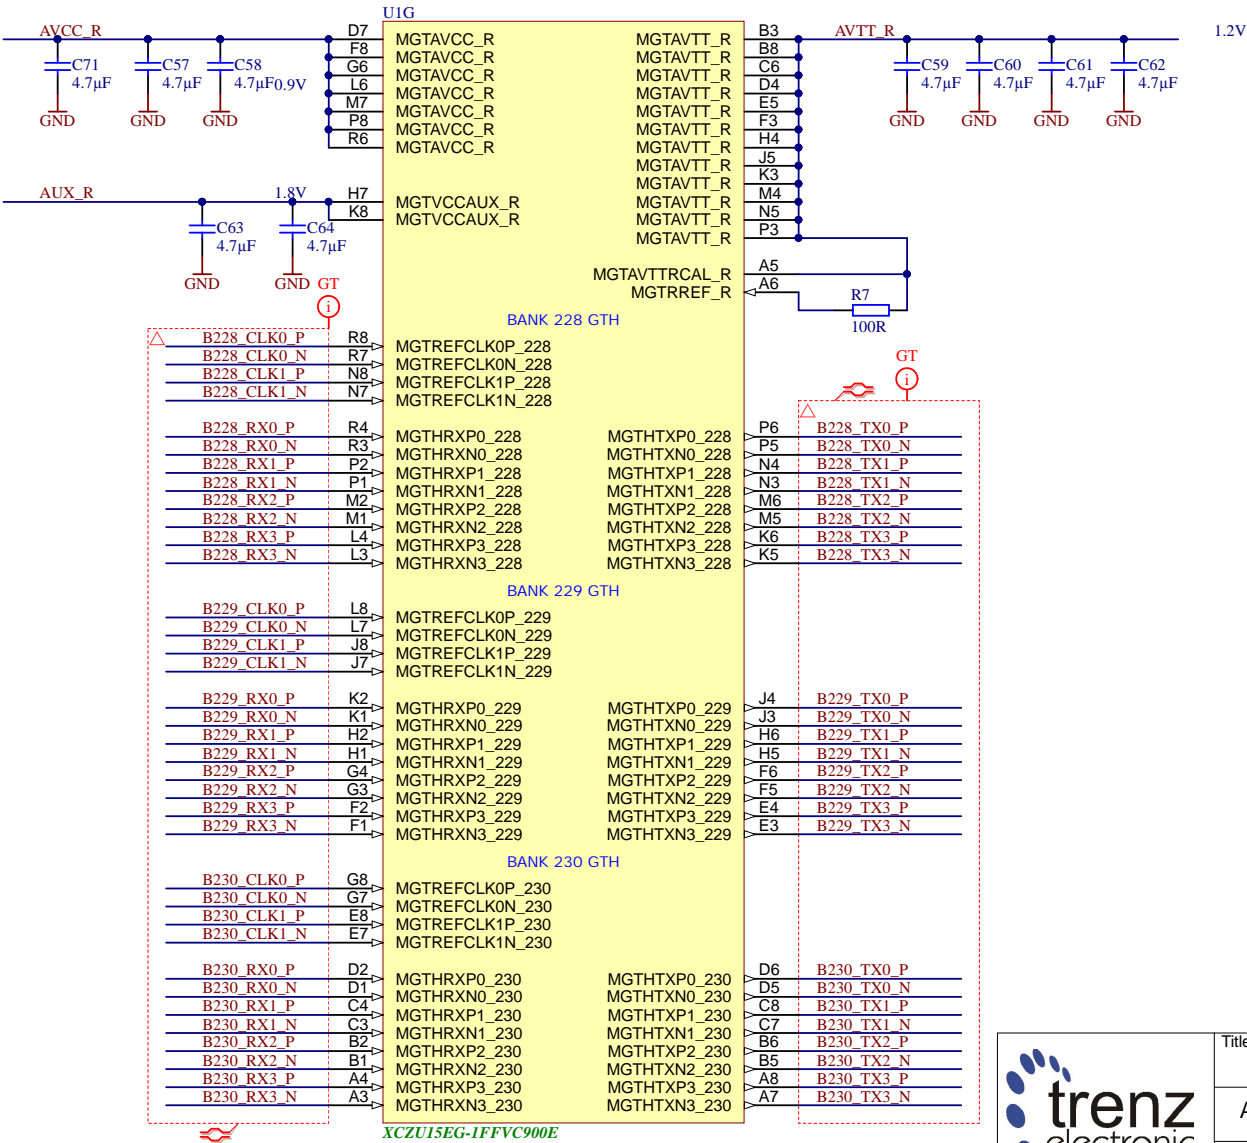 U1G
AVCC_R D7 MGTAVCC_R MGTAVTT_R B3 AVTT_R 1.2V
F8 MGTAVCC_R MGTAVTT_R B8
C71 C57 C58 G6 MGTAVCC_R MGTAVTT_R C6 C59 C60 C61 C62
4.7µF 4.7µF 4.7µF 0.9V L6 MGTAVCC_R MGTAVTT_R D4 4.7µF 4.7µF 4.7µF 4.7µF
M7 MGTAVCC_R MGTAVTT_R E5
GND GND GND P8 MGTAVCC_R MGTAVTT_R F3 GND GND GND GND
R6 MGTAVCC_R MGTAVTT_R H4
MGTAVTT_R J5
MGTAVTT_R K3
AUX_R 1.8V H7 MGTVCCAUX_R MGTAVTT_R M4
K8 MGTVCCAUX_R MGTAVTT_R N5
C63 C64 MGTAVTT_R P3
4.7µF 4.7µF
MGTAVTTRCAL_R A5
GND GND GT MGTRREF_R A6 R7
i
BANK 228 GTH 100R
B228_CLK0_P R8 MGTREFCLK0P_228
B228_CLK0_N R7 MGTREFCLK0N_228 GT
B228_CLK1_P N8 MGTREFCLK1P_228 i
B228_CLK1_N N7 MGTREFCLK1N_228
B228_RX0_P R4 MGTHRXP0_228 MGTHTXP0_228 P6 B228_TX0_P
B228_RX0_N R3 MGTHRXN0_228 MGTHTXN0_228 P5 B228_TX0_N
B228_RX1_P P2 MGTHRXP1_228 MGTHTXP1_228 N4 B228_TX1_P
B228_RX1_N P1 MGTHRXN1_228 MGTHTXN1_228 N3 B228_TX1_N
B228_RX2_P M2 MGTHRXP2_228 MGTHTXP2_228 M6 B228_TX2_P
B228_RX2_N M1 MGTHRXN2_228 MGTHTXN2_228 M5 B228_TX2_N
B228_RX3_P L4 MGTHRXP3_228 MGTHTXP3_228 K6 B228_TX3_P
B228_RX3_N L3 MGTHRXN3_228 MGTHTXN3_228 K5 B228_TX3_N
BANK 229 GTH
B229_CLK0_P L8 MGTREFCLK0P_229
B229_CLK0_N L7 MGTREFCLK0N_229
B229_CLK1_P J8 MGTREFCLK1P_229
B229_CLK1_N J7 MGTREFCLK1N_229
B229_RX0_P K2 MGTHRXP0_229 MGTHTXP0_229 J4 B229_TX0_P
B229_RX0_N K1 MGTHRXN0_229 MGTHTXN0_229 J3 B229_TX0_N
B229_RX1_P H2 MGTHRXP1_229 MGTHTXP1_229 H6 B229_TX1_P
B229_RX1_N H1 MGTHRXN1_229 MGTHTXN1_229 H5 B229_TX1_N
B229_RX2_P G4 MGTHRXP2_229 MGTHTXP2_229 F6 B229_TX2_P
B229_RX2_N G3 MGTHRXN2_229 MGTHTXN2_229 F5 B229_TX2_N
B229_RX3_P F2 MGTHRXP3_229 MGTHTXP3_229 E4 B229_TX3_P
B229_RX3_N F1 MGTHRXN3_229 MGTHTXN3_229 E3 B229_TX3_N
BANK 230 GTH
B230_CLK0_P G8 MGTREFCLK0P_230
B230_CLK0_N G7 MGTREFCLK0N_230
B230_CLK1_P E8 MGTREFCLK1P_230
B230_CLK1_N E7 MGTREFCLK1N_230
B230_RX0_P D2 MGTHRXP0_230 MGTHTXP0_230 D6 B230_TX0_P
B230_RX0_N D1 MGTHRXN0_230 MGTHTXN0_230 D5 B230_TX0_N
B230_RX1_P C4 MGTHRXP1_230 MGTHTXP1_230 C8 B230_TX1_P
B230_RX1_N C3 MGTHRXN1_230 MGTHTXN1_230 C7 B230_TX1_N
B230_RX2_P B2 MGTHRXP2_230 MGTHTXP2_230 B6 B230_TX2_P
B230_RX2_N B1 MGTHRXN2_230 MGTHTXN2_230 B5 B230_TX2_N
B230_RX3_P A4 MGTHRXP3_230 MGTHTXP3_230 A8 B230_TX3_P
B230_RX3_N A3 MGTHRXN3_230 MGTHTXN3_230 A7 B230_TX3_N
XCZU15EG-1FFVC900E
Title
trenz
electronic